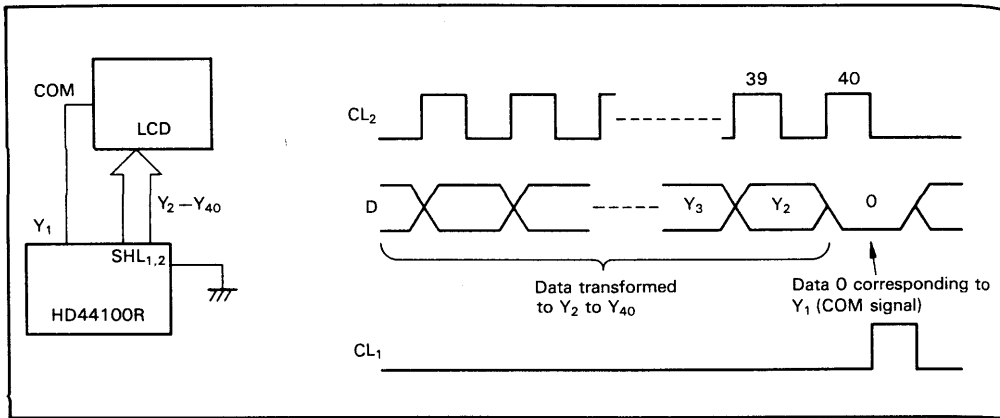 COM
LCD
Y1
Y2—Y40
SHL1,2
HD44100R
39
40
CL2
D
Y3
Y2
0
Data transformed
to Y2 to Y40
Data 0 corresponding to
Y1 (COM signal)
CL1